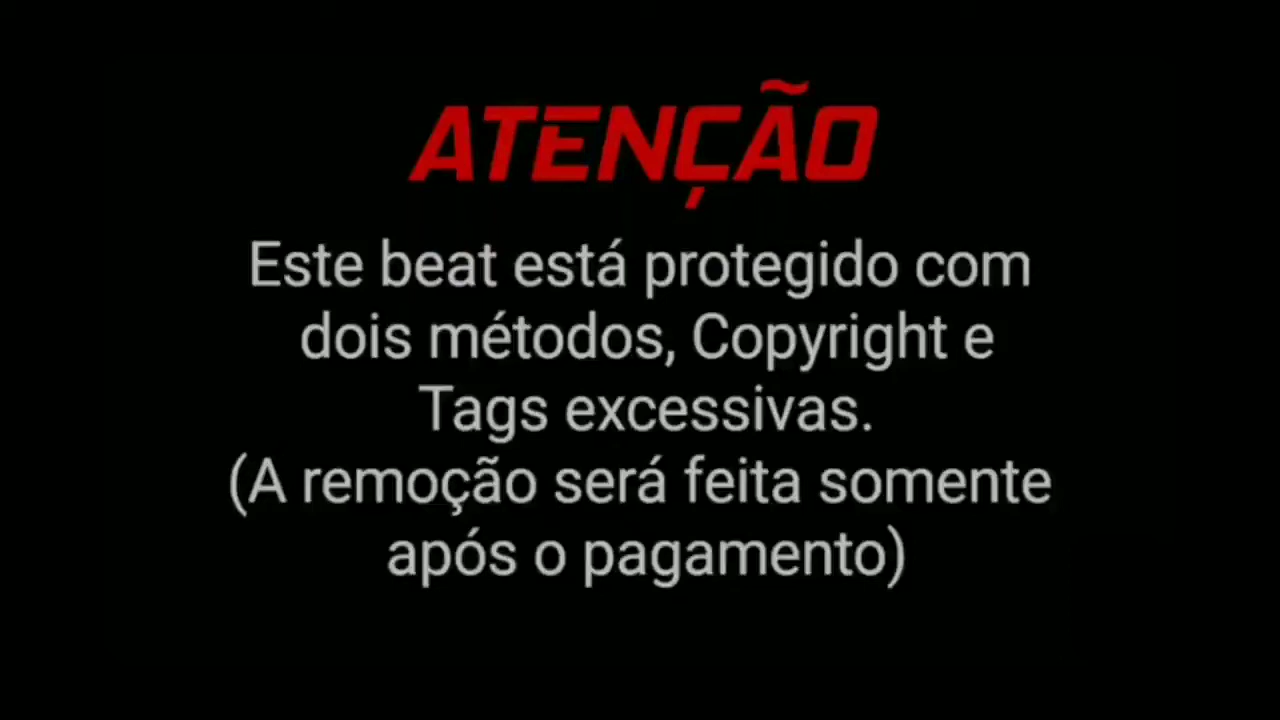 ATENÇÃO
Este beat está protegido com
dois métodos, Copyright e
Tags excessivas.
(A remoção será feita somente
após o pagamento)